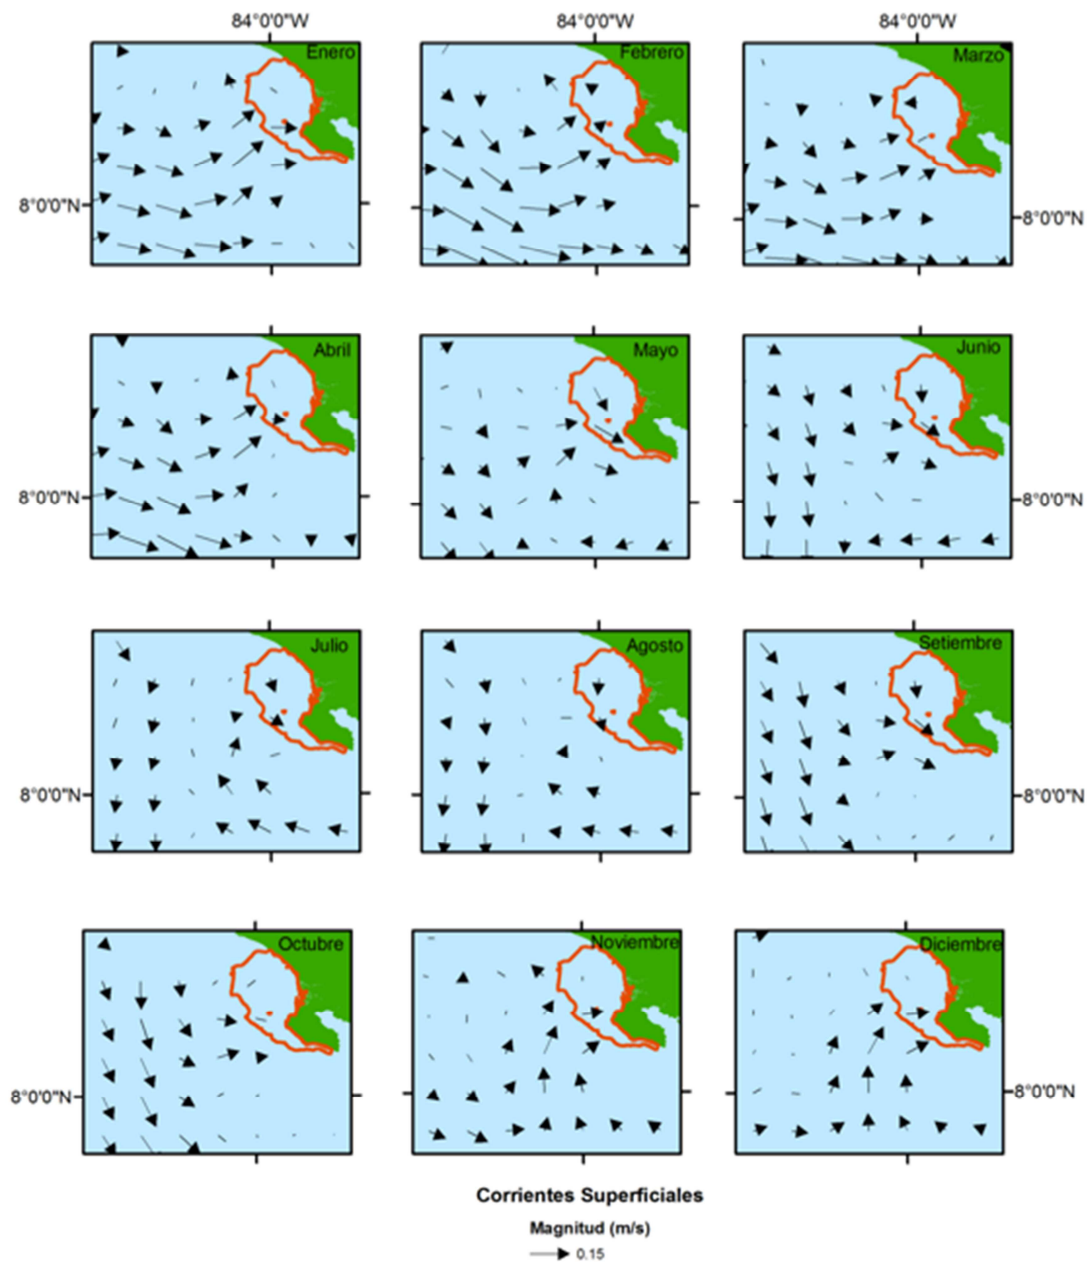 84°0'0"W 84°0'0"W 84°0'0"W
Enero Febrero Marzo
8°0'0"N 8°0'0"N
Abril Mayo Junio
8°0'0"N 8°0'0"N
Julio Agosto Setiembre
8°0'0"N 8°0'0"N
Octubre Noviembre Diciembre
8°0'0"N 8°0'0"N
Corrientes Superficiales
Magnitud (m/s)
0.15